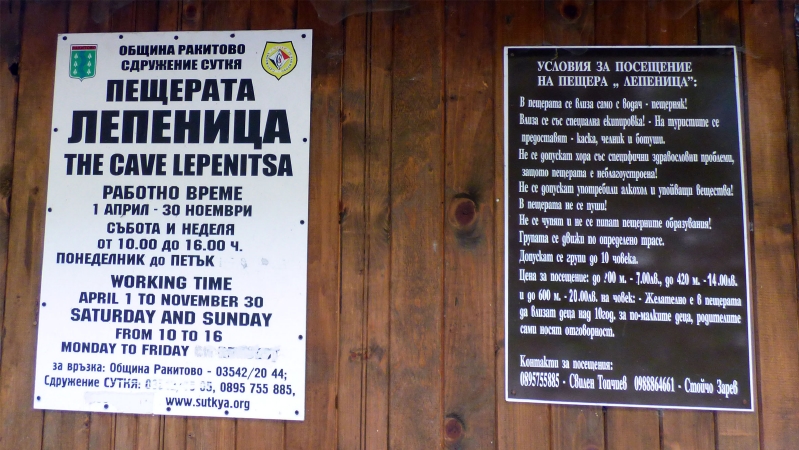 ОБЩИНА РАКИТОВО
СДРУЖЕНИЕ СУТКЯ
ПЕЩЕРАТА
ЛЕПЕНИЦА
THE CAVE LEPENITSA
РАБОТНО ВРЕМЕ
1 АПРИЛ - 30 НОЕМВРИ
СЪБОТА И НЕДЕЛЯ
от 10.00 до 16.00 ч.
ПОНЕДЕЛНИК до ПЕТЪК
WORKING TIME
APRIL 1 TO NOVEMBER 30
SATURDAY AND SUNDAY
FROM 10 TO 16
MONDAY TO FRIDAY
за връзка: Община Ракитово - 03542/20 44;
Сдружение СУТКЯ: 0895 755 885,
www.sutkya.org
УСЛОВИЯ ЗА ПОСЕЩЕНИЕ
НА ПЕЩЕРА „ ЛЕПЕНИЦА":
В пещерата се влиза само с водач - пещерняк!
Влиза се със специална екипировка! - На туристите се
предоставят - каска, челник и ботуши.
Не се допускат хора със специфични здравословни проблеми,
защото пещерата е неблагоустроена!
Не се допускат употребили алкохол и упойващи вещества!
В пещерата не се пуши!
Не се чупят и не се пипат пещерните образувания!
Групата се движи по определено трасе.
Допускат се групи до 10 човека.
Цена за посещение: до 200 м. - 7.00лв., до 420 м. -14.00лв.
и до 600 м. - 20.00лв. на човек: - Желателно е в пещерата
да влизат деца над 10год. за по-малките деца, родителите
сами носят отговорност.
Контакти за посещения:
0895755885 - Свилен Топчиев 0988864661 - Стойчо Зарев